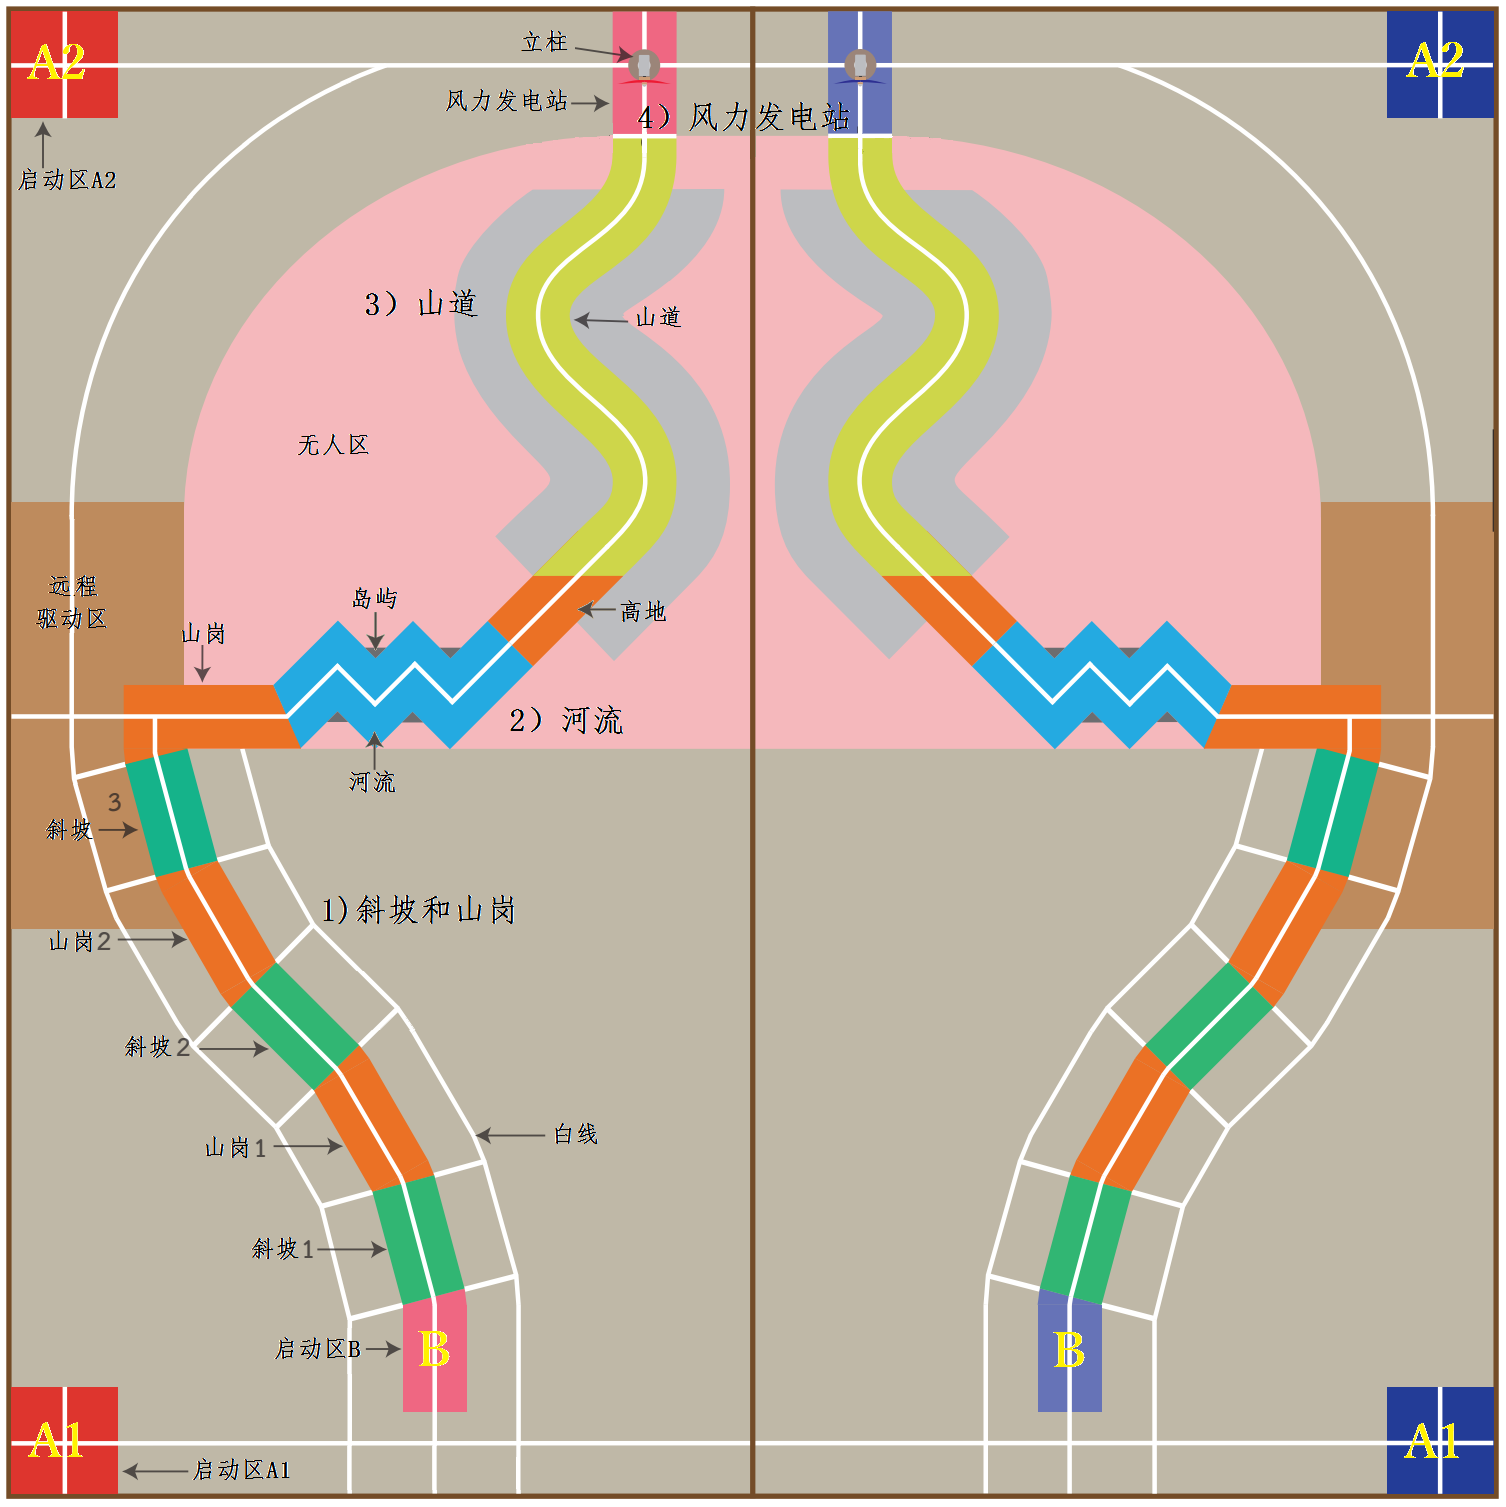 立柱
A2
A2
风力发电站
4）风力发电站
启动区A2
3）山道
山道
无人区
远程
驱动区
岛屿
高地
山岗
2）河流
河流
3
斜坡
1)斜坡和山岗
山岗2
斜坡2
白线
山岗1
斜坡1
启动区B
B
B
A1
A1
启动区A1